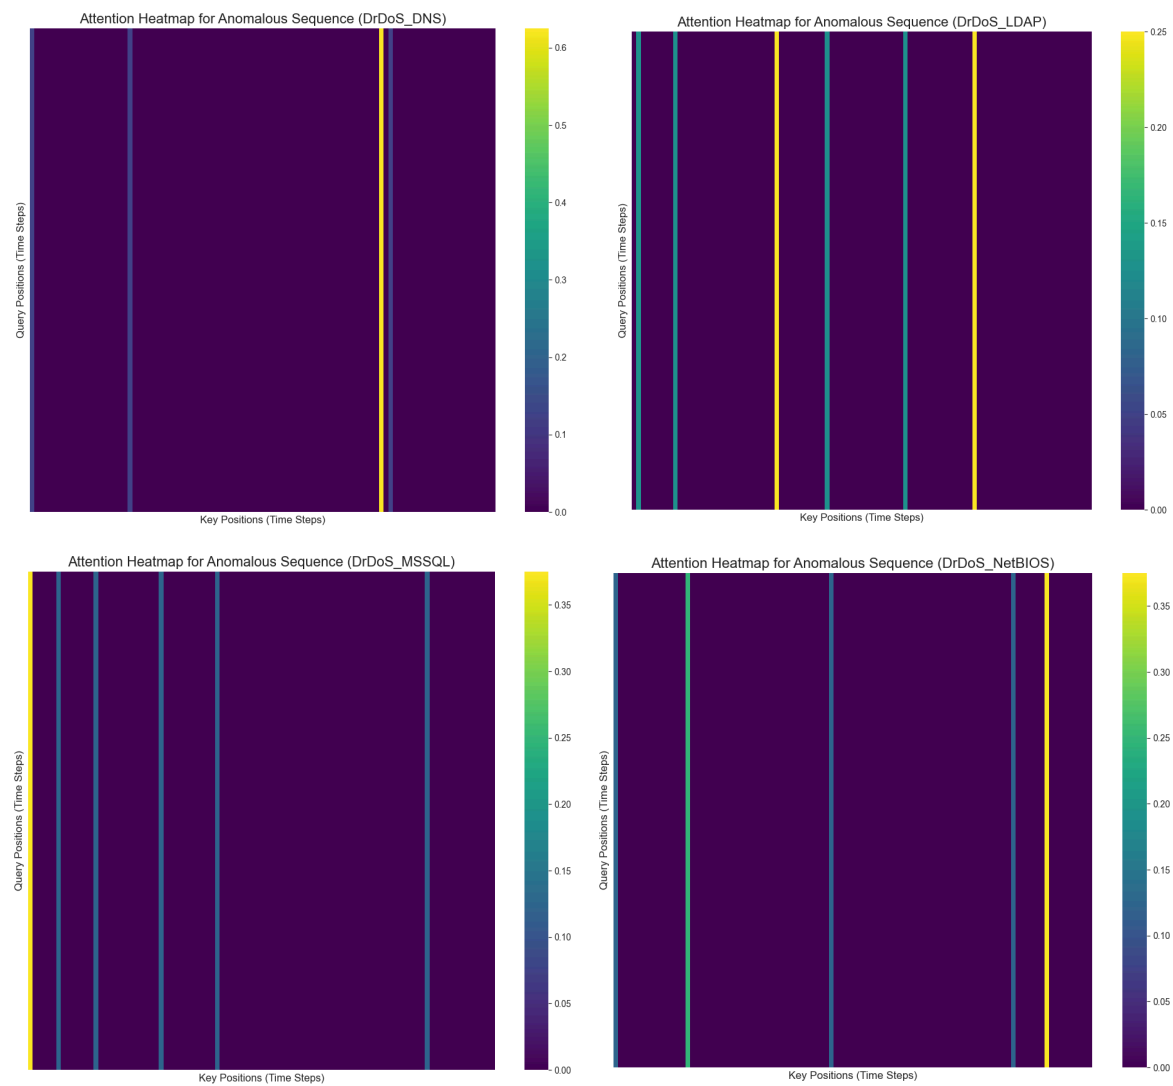 Attention Heatmap for Anomalous Sequence (DrDoS_DNS)
Query Positions (Time Steps)
Key Positions (Time Steps)
0.6
0.5
0.4
0.3
0.2
0.1
0.0
Attention Heatmap for Anomalous Sequence (DrDoS_LDAP)
Query Positions (Time Steps)
Key Positions (Time Steps)
0.25
0.20
0.15
0.10
0.05
0.00
Attention Heatmap for Anomalous Sequence (DrDoS_MSSQL)
Query Positions (Time Steps)
Key Positions (Time Steps)
0.35
0.30
0.25
0.20
0.15
0.10
0.05
0.00
Attention Heatmap for Anomalous Sequence (DrDoS_NetBIOS)
Query Positions (Time Steps)
Key Positions (Time Steps)
0.35
0.30
0.25
0.20
0.15
0.10
0.05
0.00